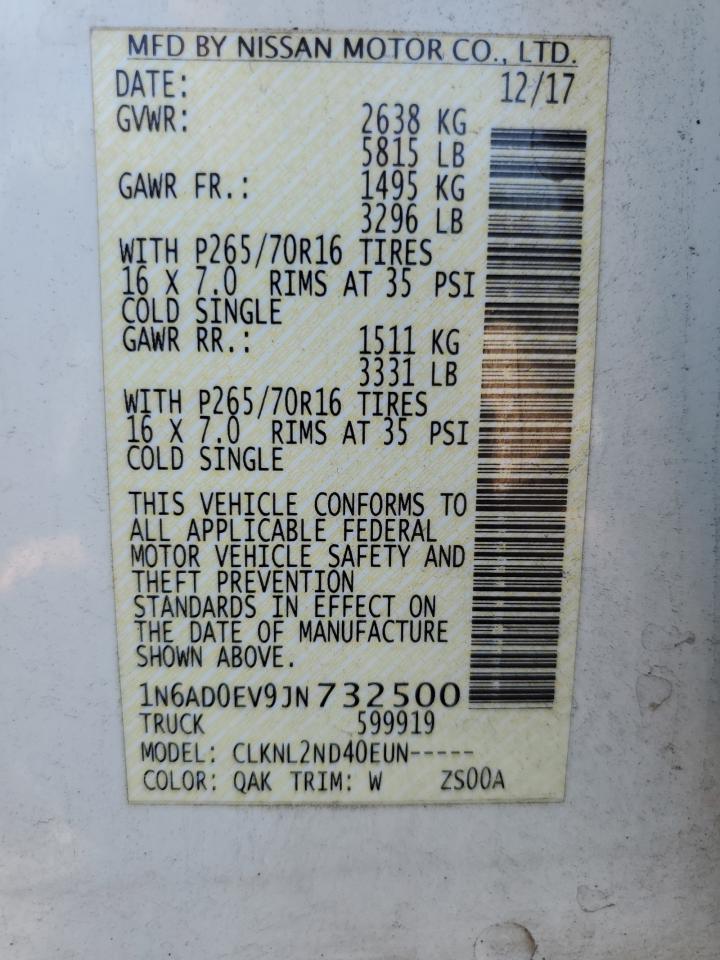 MFD BY NISSAN MOTOR CO., LTD.
DATE: 12/17
GVWR: 2638 KG
5815 LB
GAWR FR.: 1495 KG
3296 LB
WITH P265/70R16 TIRES
16 X 7.0 RIMS AT 35 PSI
COLD SINGLE
GAWR RR.: 1511 KG
3331 LB
WITH P265/70R16 TIRES
16 X 7.0 RIMS AT 35 PSI
COLD SINGLE
THIS VEHICLE CONFORMS TO
ALL APPLICABLE FEDERAL
MOTOR VEHICLE SAFETY AND
THEFT PREVENTION
STANDARDS IN EFFECT ON
THE DATE OF MANUFACTURE
SHOWN ABOVE.
1N6AD0EV9JN732500
TRUCK 599919
MODEL: CLKNL2ND40EUN-----
COLOR: QAK TRIM: W ZS00A